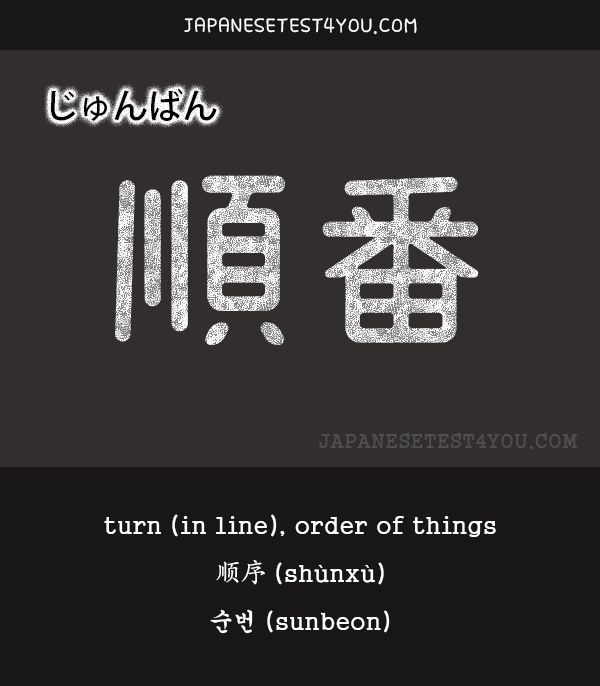 JAPANESETEST4YOU.COM
じゅんばん
順番
JAPANESETEST4YOU.COM
turn (in line), order of things
顺序 (shùnxù)
순번 (sunbeon)